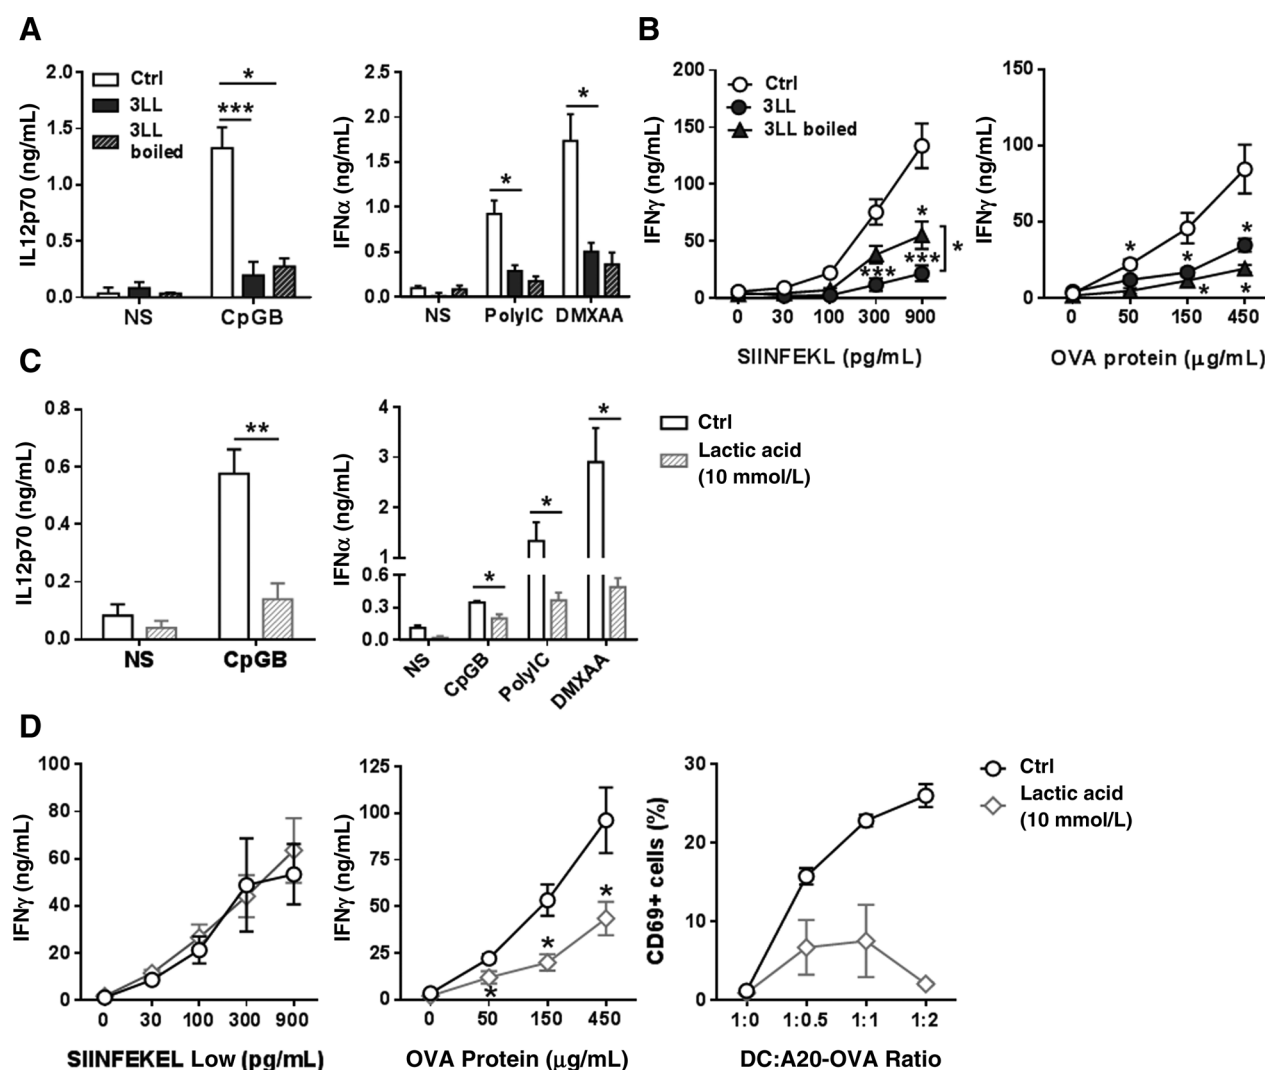 A
IL12p70 (ng/mL)
2.0
1.5
1.0
0.5
0.0
Ctrl
3LL
3LL
boiled
*
***
NS
CpGB
IFNα (ng/mL)
2.5
2.0
1.5
1.0
0.5
0.0
*
*
NS
PolyIC
DMXAA
B
IFNγ (ng/mL)
200
150
100
50
0
Ctrl
3LL
3LL boiled
*
*
***
***
0 30 100 300 900
SIINFEKL (pg/mL)
IFNγ (ng/mL)
150
100
50
0
*
*
*
*
*
0 50 150 450
OVA protein (μg/mL)
C
IL12p70 (ng/mL)
0.8
0.6
0.4
0.2
0.0
**
NS
CpGB
IFNα (ng/mL)
4
3
2
1
0.6
0.3
0.0
*
*
*
NS
CpGB
PolyIC
DMXAA
Ctrl
Lactic acid
(10 mmol/L)
D
IFNγ (ng/mL)
100
80
60
40
20
0
0 30 100 300 900
SIINFEKEL Low (pg/mL)
IFNγ (ng/mL)
125
100
75
50
25
0
*
*
*
0 50 150 450
OVA Protein (μg/mL)
CD69+ cells (%)
30
20
10
0
1:0 1:0.5 1:1 1:2
DC:A20-OVA Ratio
Ctrl
Lactic acid
(10 mmol/L)